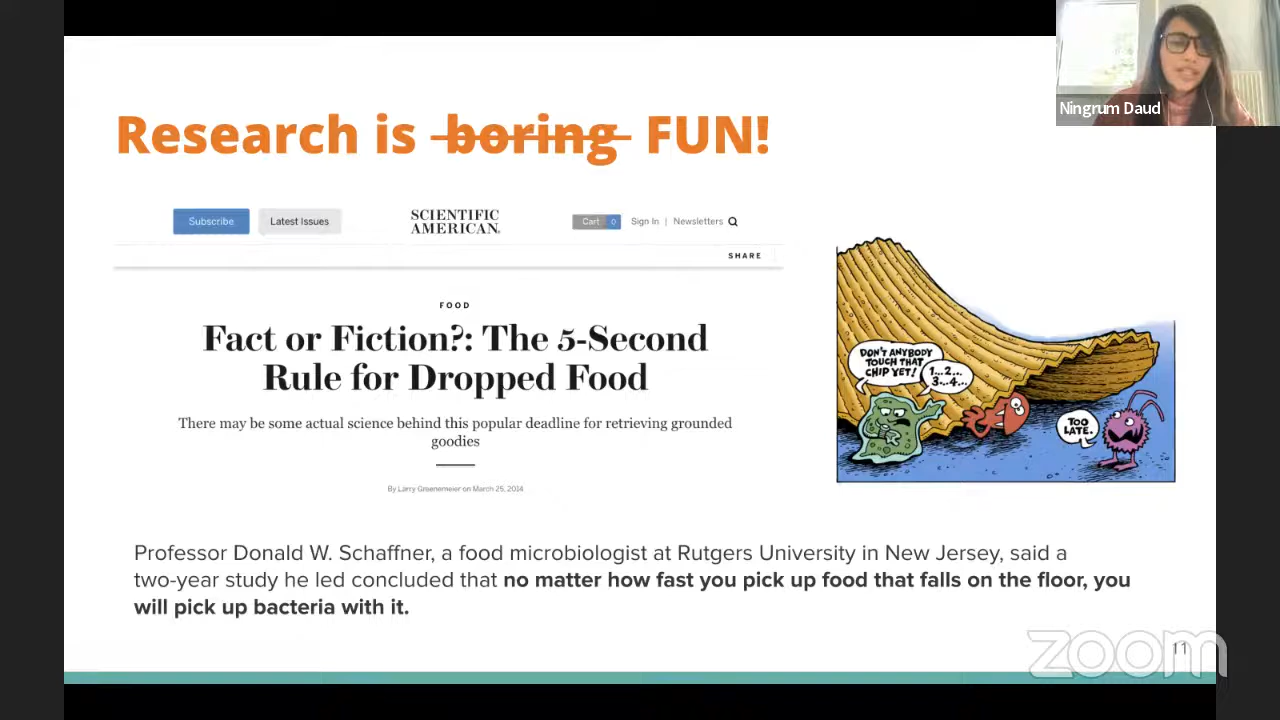 Ningrum Daud
Research is boring FUN!
Subscribe
Latest Issues
SCIENTIFIC
AMERICAN
Cart 0
Sign In | Newsletters
SHARE
FOOD
Fact or Fiction?: The 5-Second
Rule for Dropped Food
There may be some actual science behind this popular deadline for retrieving grounded
goodies
By Larry Greenemeier on March 25, 2014
DON'T ANYBODY
TOUCH THAT
CHIP YET!
1...2...
3...4...
TOO
LATE.
Professor Donald W. Schaffner, a food microbiologist at Rutgers University in New Jersey, said a
two-year study he led concluded that no matter how fast you pick up food that falls on the floor, you
will pick up bacteria with it.
zoom
11